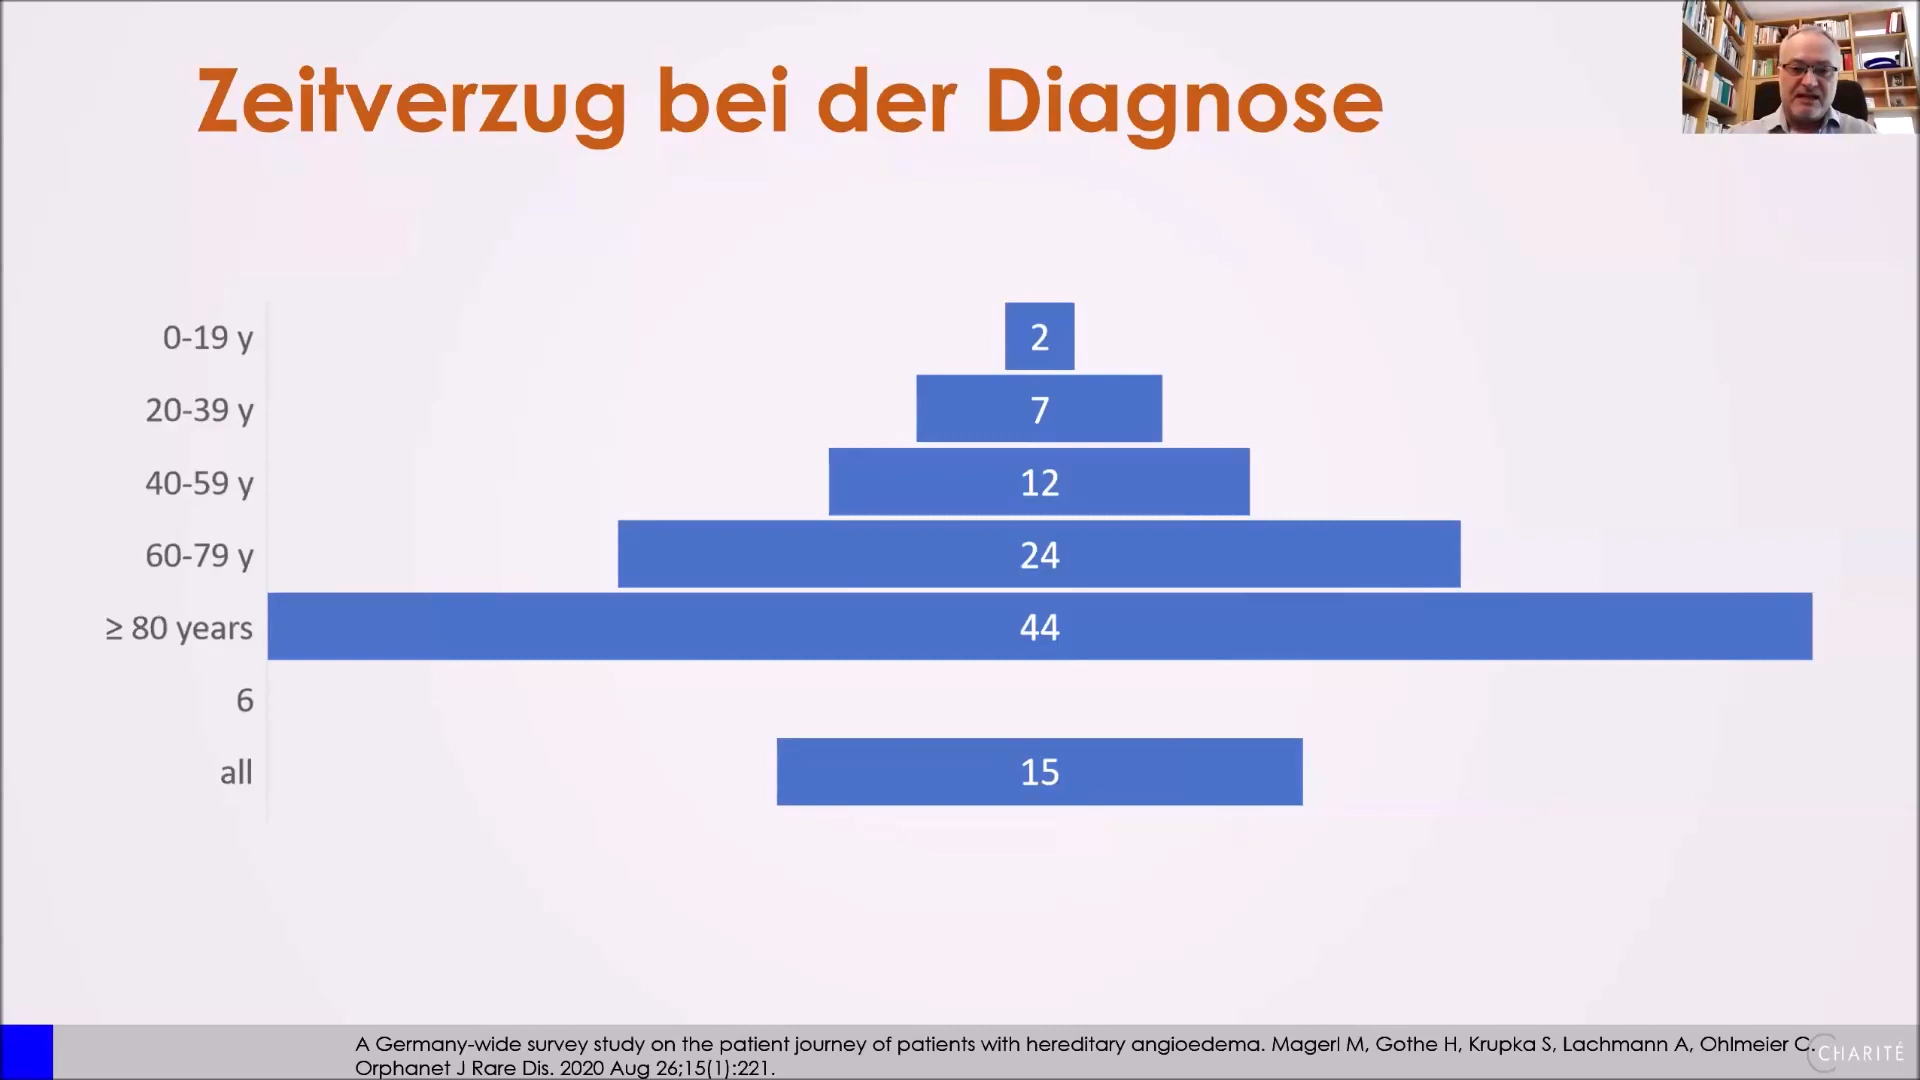 Zeitverzug bei der Diagnose
0-19 y
2
20-39 y
7
40-59 y
12
60-79 y
24
≥ 80 years
44
6
all
15
A Germany-wide survey study on the patient journey of patients with hereditary angioedema. Magerl M, Gothe H, Krupka S, Lachmann A, Ohlmeier C.
Orphanet J Rare Dis. 2020 Aug 26;15(1):221.
CHARITÉ